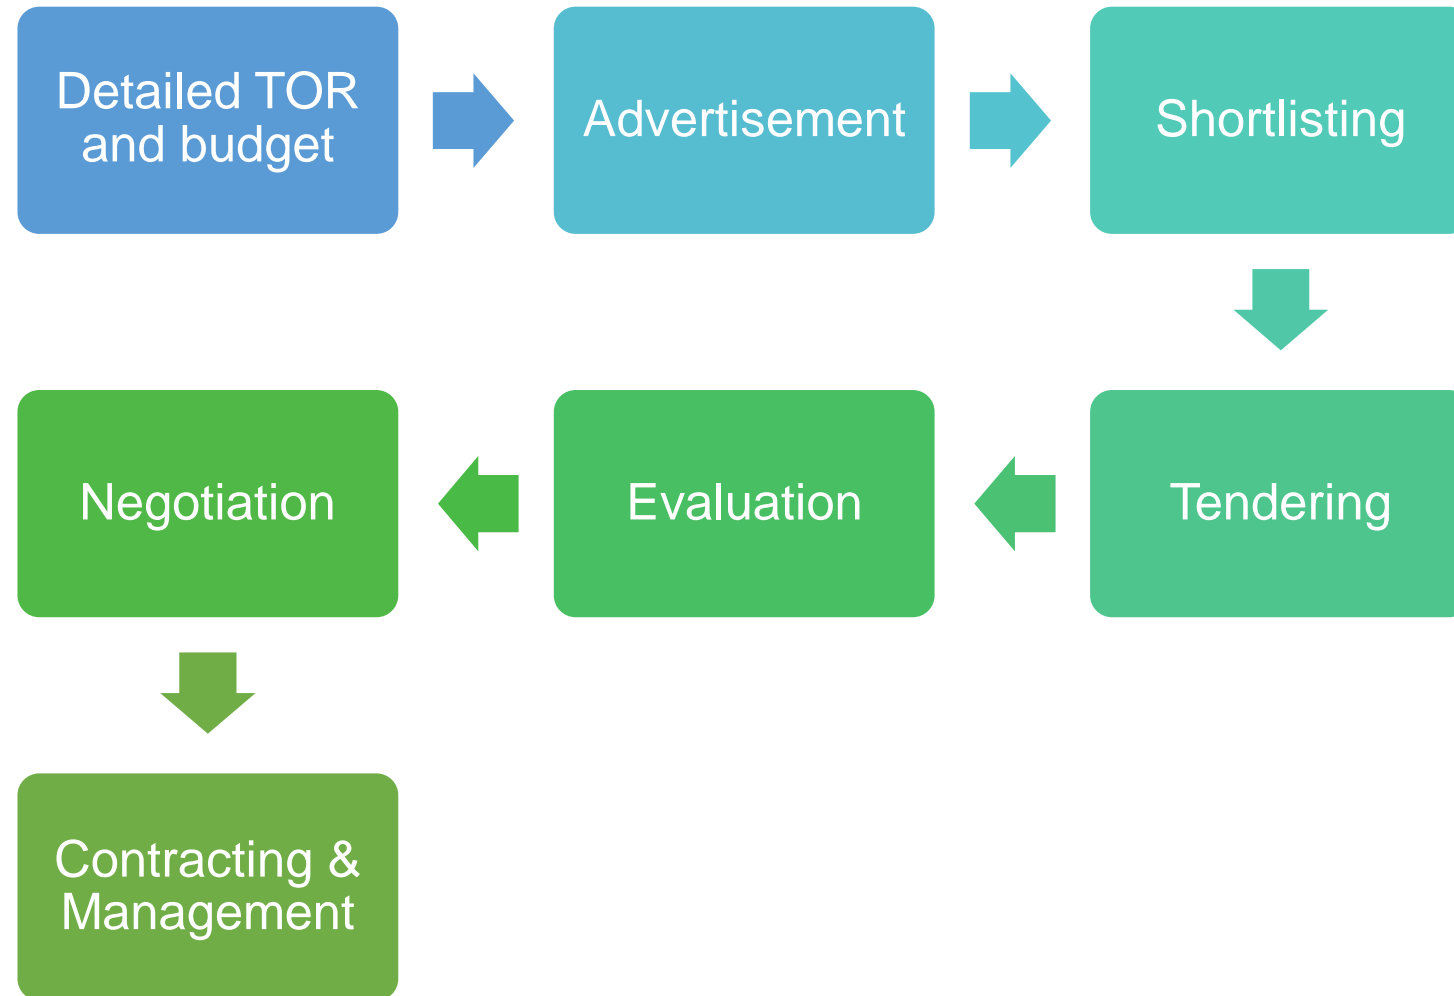 Detailed TOR
and budget
Advertisement
Shortlisting
Tendering
Evaluation
Negotiation
Contracting &
Management